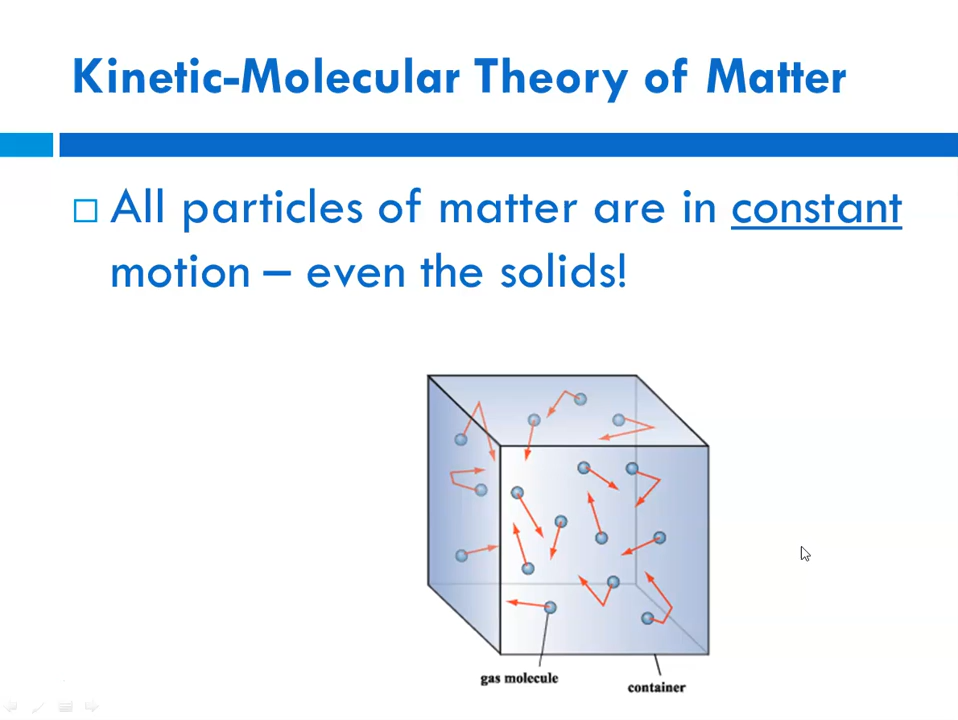 Kinetic-Molecular Theory of Matter
All particles of matter are in constant
motion – even the solids!
gas molecule
container